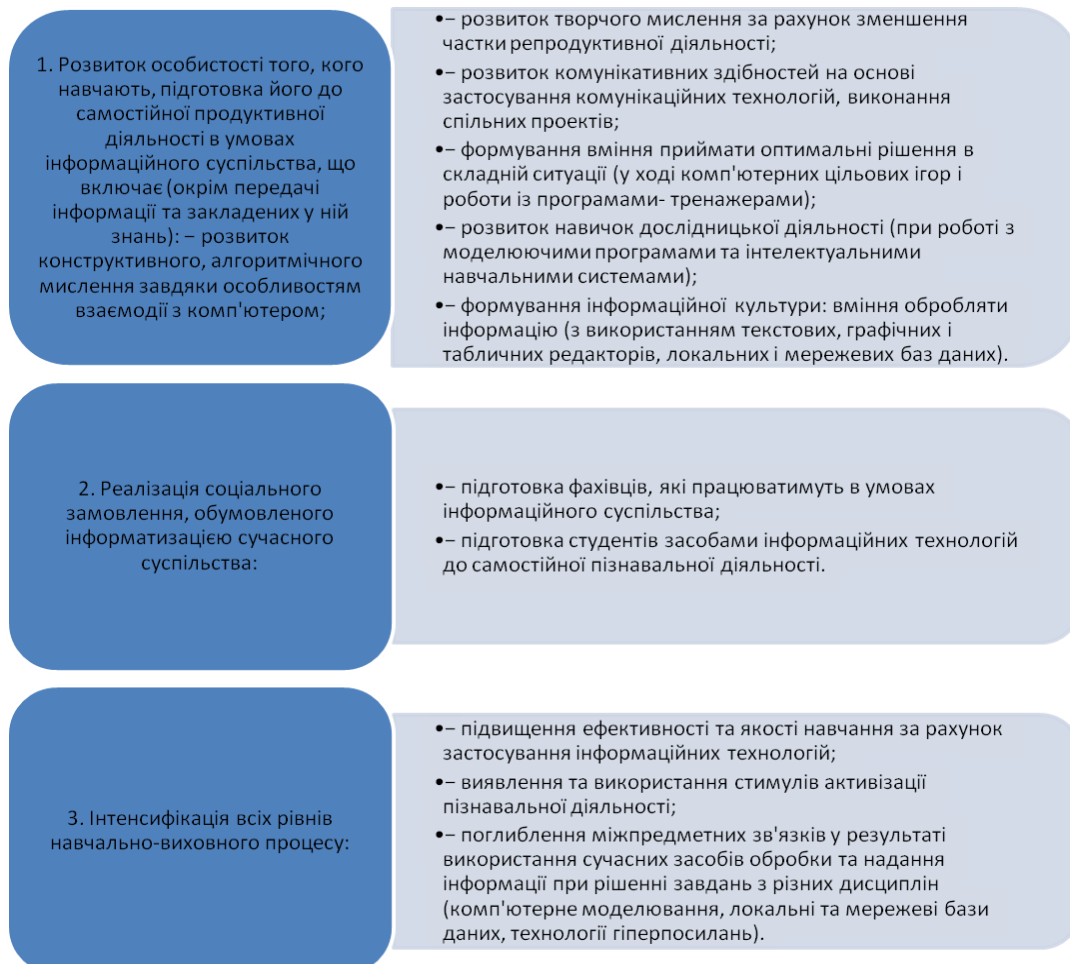 1. Розвиток особистості того, кого
навчають, підготовка його до
самостійної продуктивної
діяльності в умовах
інформаційного суспільства, що
включає (окрім передачі
інформації та закладених у ній
знань): − розвиток
конструктивного, алгоритмічного
мислення завдяки особливостям
взаємодії з комп'ютером;
•− розвиток творчого мислення за рахунок зменшення
частки репродуктивної діяльності;
•− розвиток комунікативних здібностей на основі
застосування комунікаційних технологій, виконання
спільних проектів;
•− формування вміння приймати оптимальні рішення в
складній ситуації (у ході комп'ютерних цільових ігор і
роботи із програмами- тренажерами);
•− розвиток навичок дослідницької діяльності (при роботі з
моделюючими програмами та інтелектуальними
навчальними системами);
•− формування інформаційної культури: вміння обробляти
інформацію (з використанням текстових, графічних і
табличних редакторів, локальних і мережевих баз даних).
2. Реалізація соціального
замовлення, обумовленого
інформатизацією сучасного
суспільства:
•− підготовка фахівців, які працюватимуть в умовах
інформаційного суспільства;
•− підготовка студентів засобами інформаційних технологій
до самостійної пізнавальної діяльності.
3. Інтенсифікація всіх рівнів
навчально-виховного процесу:
•− підвищення ефективності та якості навчання за рахунок
застосування інформаційних технологій;
•− виявлення та використання стимулів активізації
пізнавальної діяльності;
•− поглиблення міжпредметних зв'язків у результаті
використання сучасних засобів обробки та надання
інформації при рішенні завдань з різних дисциплін
(комп'ютерне моделювання, локальні та мережеві бази
даних, технології гіперпосилань).